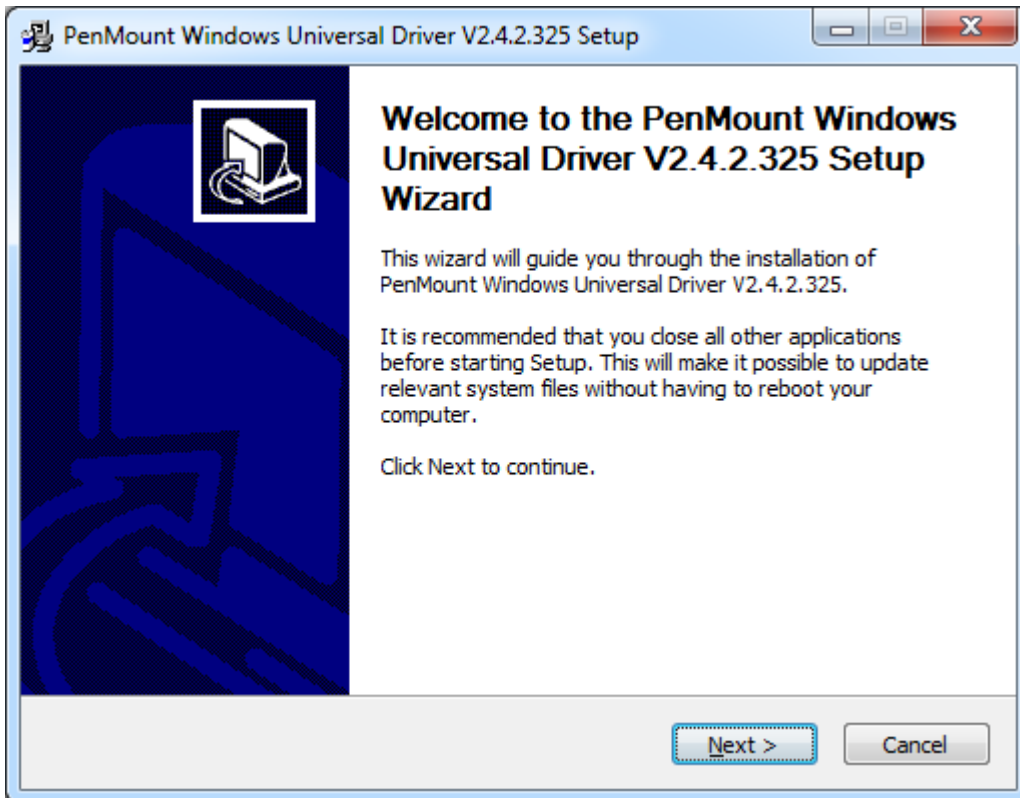 PenMount Windows Universal Driver V2.4.2.325 Setup
Welcome to the PenMount Windows
Universal Driver V2.4.2.325 Setup
Wizard
This wizard will guide you through the installation of
PenMount Windows Universal Driver V2.4.2.325.
It is recommended that you close all other applications
before starting Setup. This will make it possible to update
relevant system files without having to reboot your
computer.
Click Next to continue.
Next >
Cancel